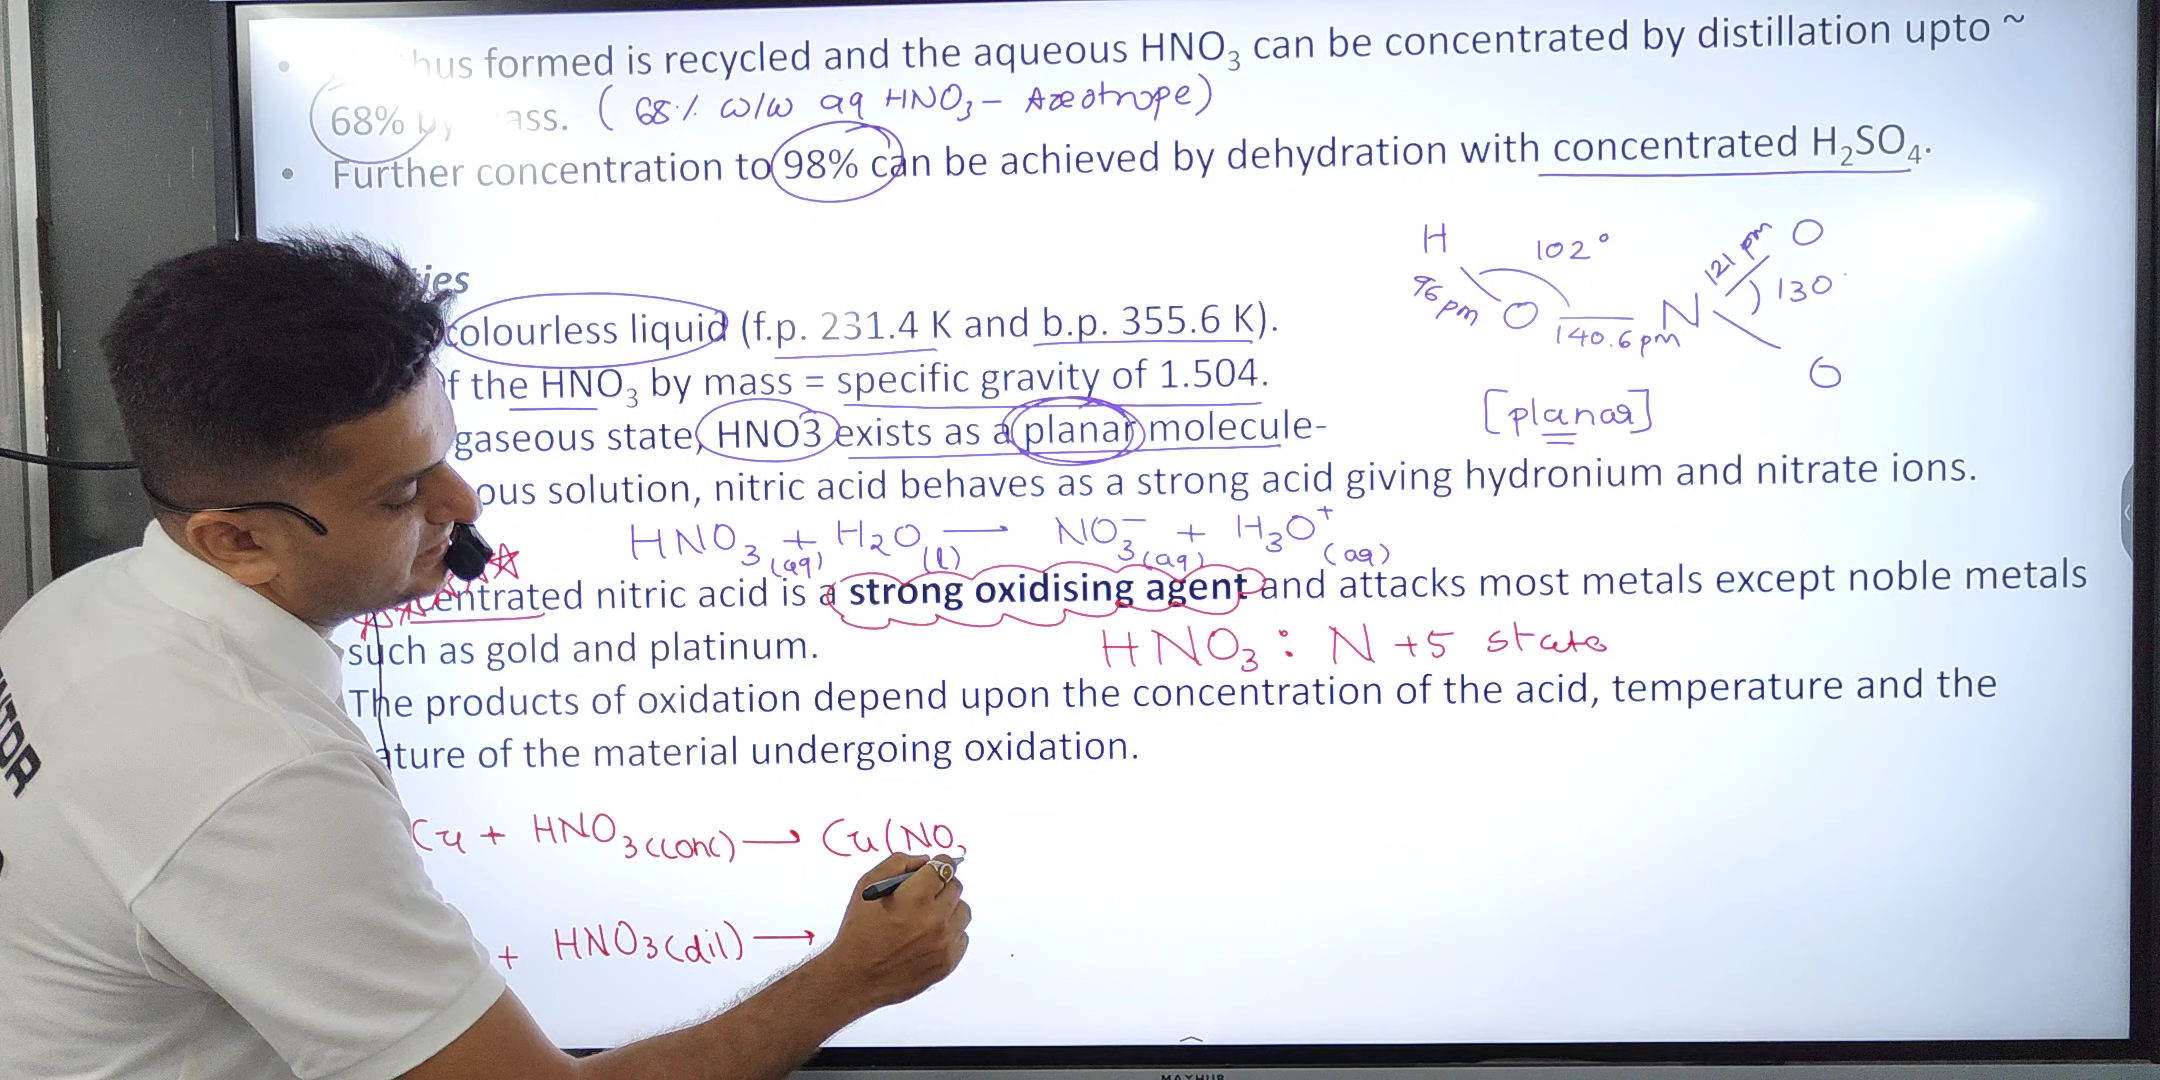 hus formed is recycled and the aqueous HNO₃ can be concentrated by distillation upto ~
68% by ass. (68% w/w aq HNO₃ - Azeotrope)
• Further concentration to 98% can be achieved by dehydration with concentrated H₂SO₄.
H 102° 121 pm O
96 pm O 140.6 pm N 130
O
ies
colourless liquid (f.p. 231.4 K and b.p. 355.6 K).
f the HNO₃ by mass = specific gravity of 1.504.
[planar]
gaseous state, HNO3 exists as a planar molecule-
ous solution, nitric acid behaves as a strong acid giving hydronium and nitrate ions.
HNO₃(aq) + H₂O(l) — NO₃⁻(aq) + H₃O⁺(aq)
centrated nitric acid is a strong oxidising agent and attacks most metals except noble metals
such as gold and platinum.
HNO₃ : N +5 state
The products of oxidation depend upon the concentration of the acid, temperature and the
ature of the material undergoing oxidation.
Cu + HNO₃(conc) → Cu(NO₃
+ HNO₃(dil) →
MAXHUB